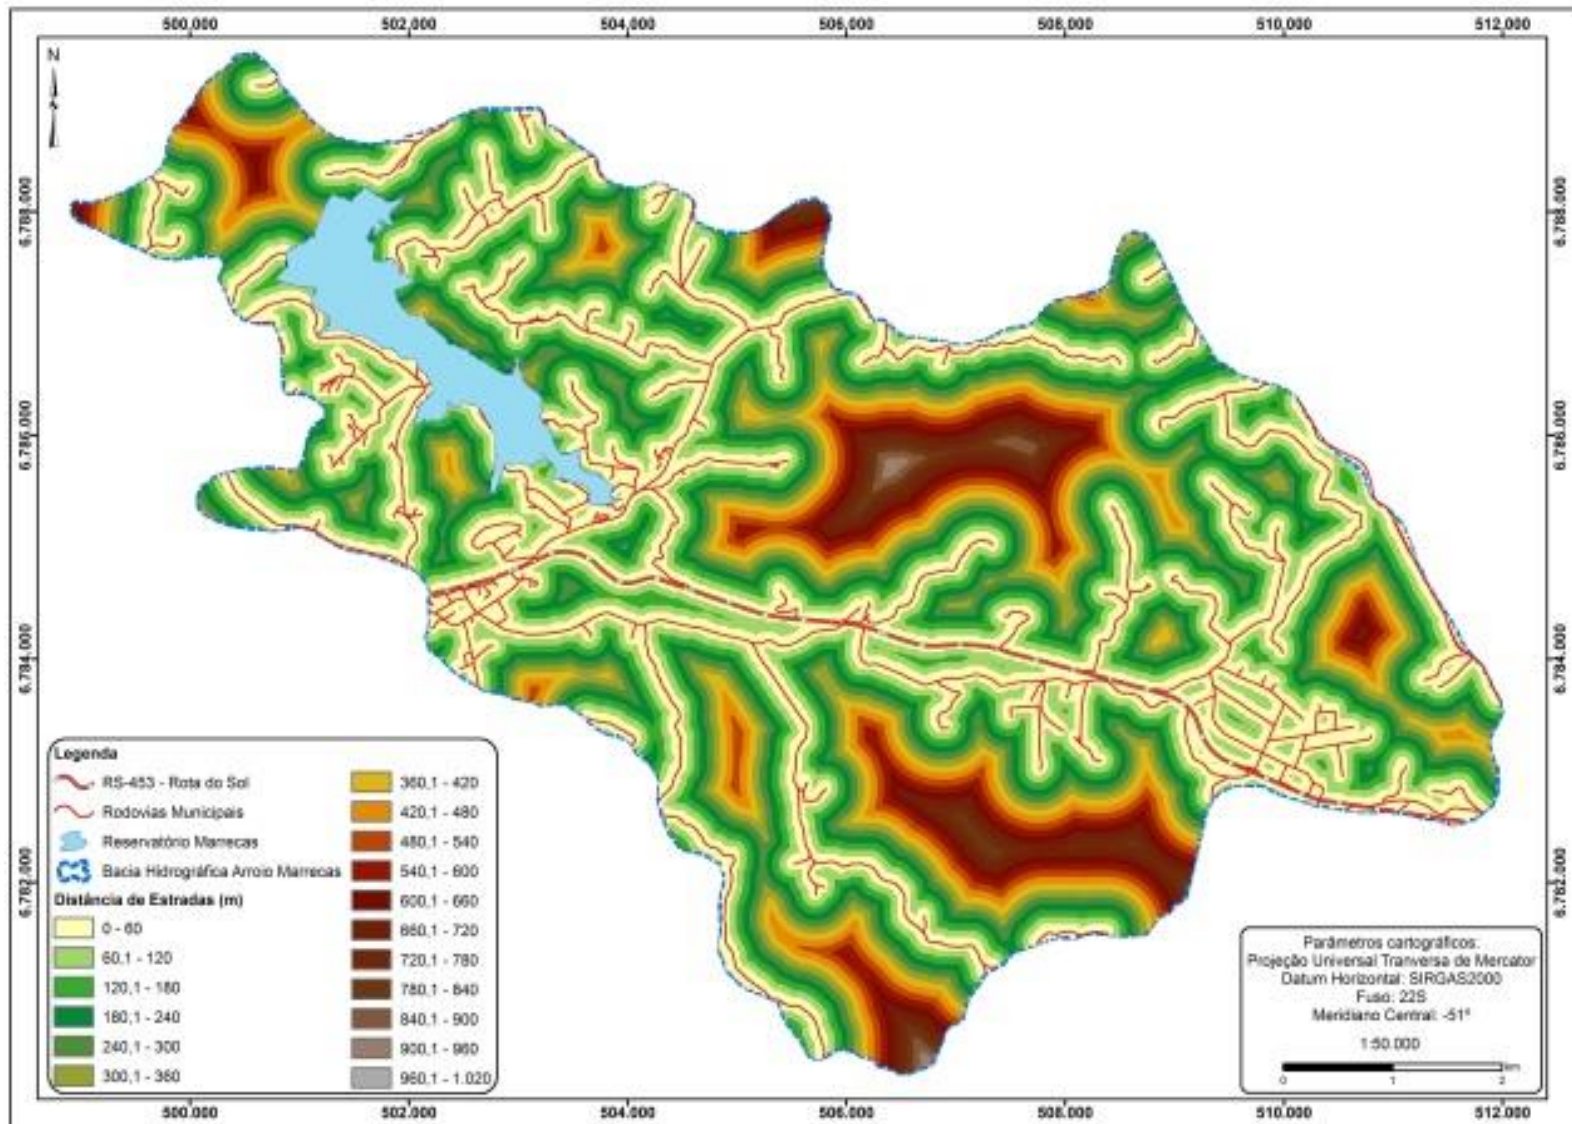 500.000 502.000 504.000 506.000 508.000 510.000 512.000
N
6.788.000 6.788.000
6.786.000 6.786.000
6.784.000 6.784.000
6.782.000 6.782.000
Legenda
RS-453 - Rota do Sol
Rodovias Municipais
Reservatório Marrecas
Bacia Hidrográfica Arroio Marrecas
Distância de Estradas (m)
0 - 60
60,1 - 120
120,1 - 180
180,1 - 240
240,1 - 300
300,1 - 360
360,1 - 420
420,1 - 480
480,1 - 540
540,1 - 600
600,1 - 660
660,1 - 720
720,1 - 780
780,1 - 840
840,1 - 900
900,1 - 960
960,1 - 1.020
Parâmetros cartográficos:
Projeção Universal Tranversa de Mercator
Datum Horizontal: SIRGAS2000
Fuso: 22S
Meridiano Central: -51º
1:50.000
km
0 1 2
500.000 502.000 504.000 506.000 508.000 510.000 512.000